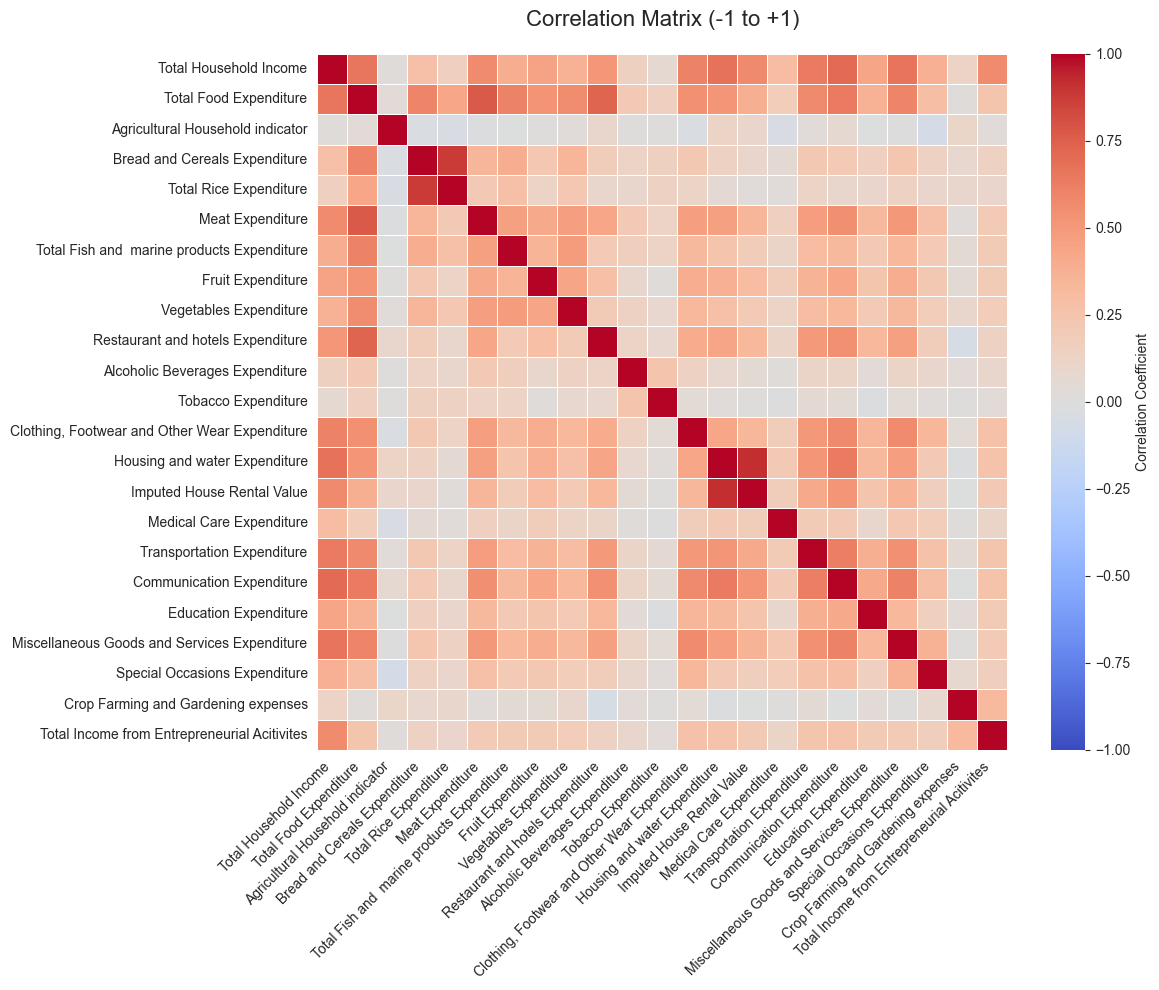 Correlation Matrix (-1 to +1)
Total Household Income
Total Food Expenditure
Agricultural Household indicator
Bread and Cereals Expenditure
Total Rice Expenditure
Meat Expenditure
Total Fish and  marine products Expenditure
Fruit Expenditure
Vegetables Expenditure
Restaurant and hotels Expenditure
Alcoholic Beverages Expenditure
Tobacco Expenditure
Clothing, Footwear and Other Wear Expenditure
Housing and water Expenditure
Imputed House Rental Value
Medical Care Expenditure
Transportation Expenditure
Communication Expenditure
Education Expenditure
Miscellaneous Goods and Services Expenditure
Special Occasions Expenditure
Crop Farming and Gardening expenses
Total Income from Entrepreneurial Acitivites
Total Household Income
Total Food Expenditure
Agricultural Household indicator
Bread and Cereals Expenditure
Total Rice Expenditure
Meat Expenditure
Total Fish and  marine products Expenditure
Fruit Expenditure
Vegetables Expenditure
Restaurant and hotels Expenditure
Alcoholic Beverages Expenditure
Tobacco Expenditure
Clothing, Footwear and Other Wear Expenditure
Housing and water Expenditure
Imputed House Rental Value
Medical Care Expenditure
Transportation Expenditure
Communication Expenditure
Education Expenditure
Miscellaneous Goods and Services Expenditure
Special Occasions Expenditure
Crop Farming and Gardening expenses
Total Income from Entrepreneurial Acitivites
1.00
0.75
0.50
0.25
0.00
−0.25
−0.50
−0.75
−1.00
Correlation Coefficient